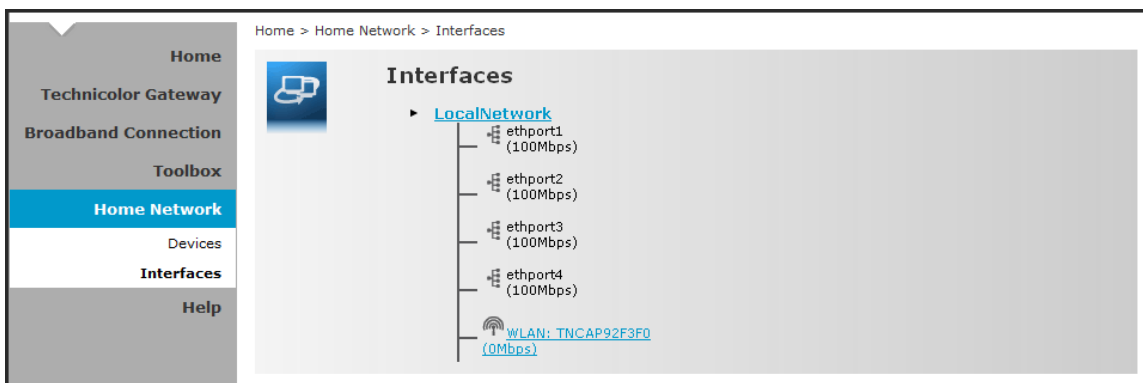 Home > Home Network > Interfaces
Home
Technicolor Gateway
Broadband Connection
Toolbox
Home Network
Devices
Interfaces
Help
Interfaces
LocalNetwork
ethport1
(100Mbps)
ethport2
(100Mbps)
ethport3
(100Mbps)
ethport4
(100Mbps)
WLAN: TNCAP92F3F0
(0Mbps)